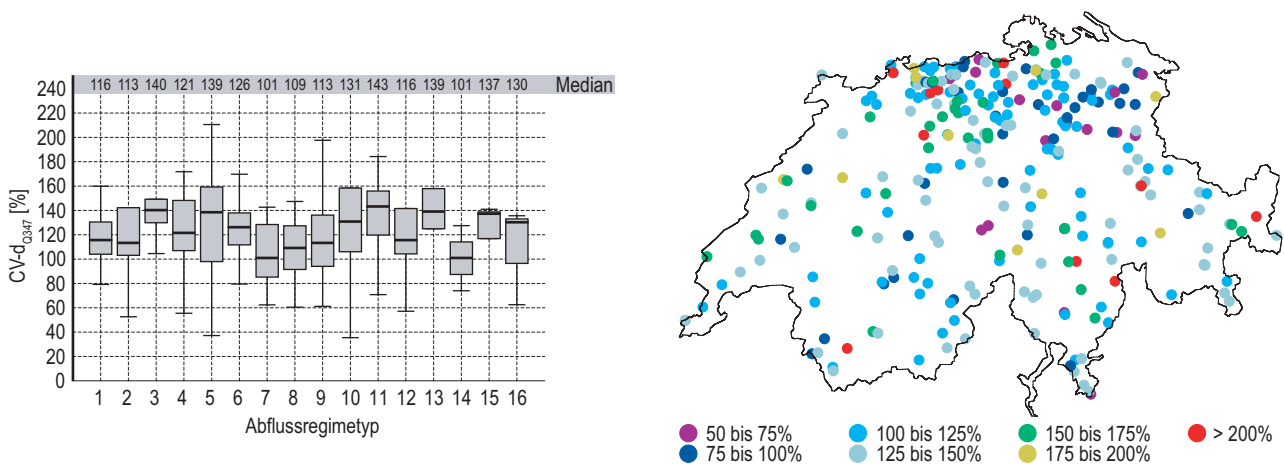 116 113 140 121 139 126 101 109 113 131 143 116 139 101 137 130 Median
240
220
200
180
160
140
120
100
80
60
40
20
0
CV-dQ347 [%]
1 2 3 4 5 6 7 8 9 10 11 12 13 14 15 16
Abflussregimetyp
50 bis 75% 100 bis 125% 150 bis 175% > 200%
75 bis 100% 125 bis 150% 175 bis 200%